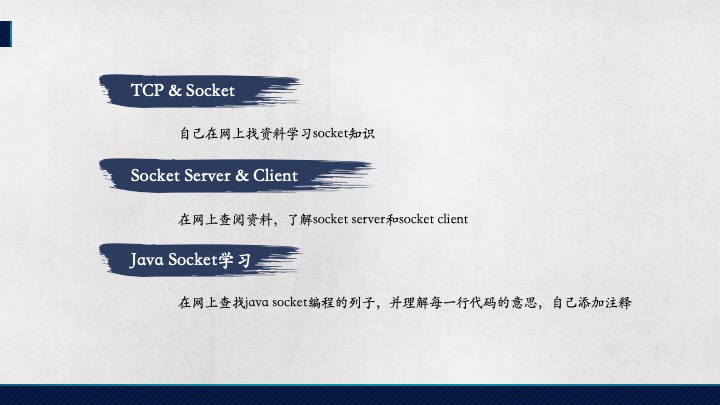 TCP & Socket
自己在网上找资料学习socket知识
Socket Server & Client
在网上查阅资料，了解socket server和socket client
Java Socket学习
在网上查找java socket编程的列子，并理解每一行代码的意思，自己添加注释